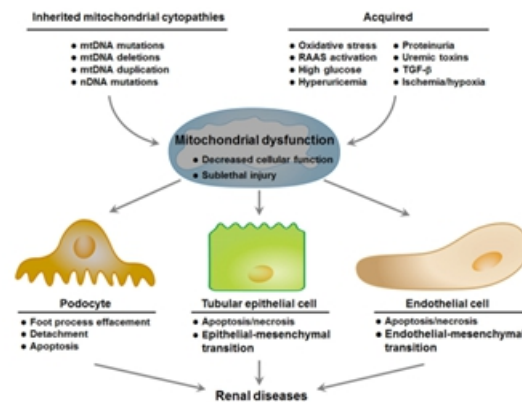 Inherited mitochondrial cytopathies
● mtDNA mutations
● mtDNA deletions
● mtDNA duplication
● nDNA mutations
Acquired
● Oxidative stress
● RAAS activation
● High glucose
● Hyperuricemia
● Proteinuria
● Uremic toxins
● TGF-β
● Ischemia/hypoxia
Mitochondrial dysfunction
● Decreased cellular function
● Sublethal injury
Podocyte
● Foot process effacement
● Detachment
● Apoptosis
Tubular epithelial cell
● Apoptosis/necrosis
● Epithelial-mesenchymal
transition
Endothelial cell
● Apoptosis/necrosis
● Endothelial-mesenchymal
transition
Renal diseases